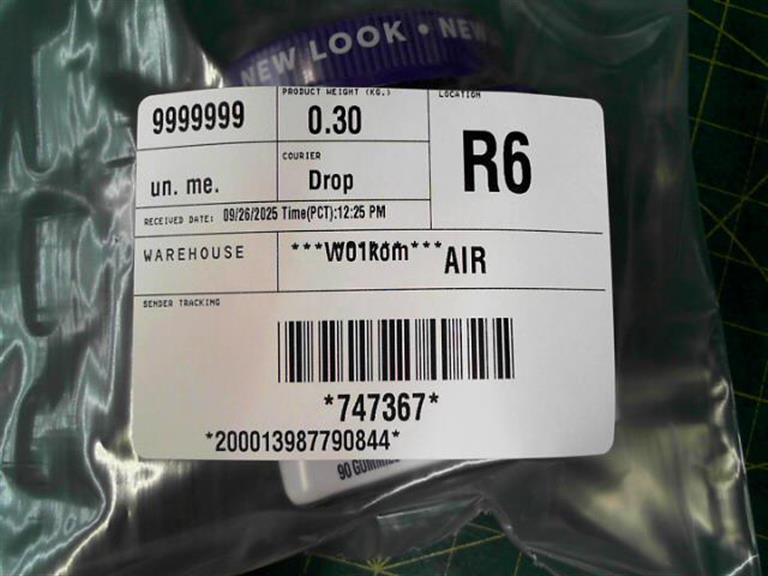 NEW LOOK • NEW
PRODUCT WEIGHT (KG.)
LOCATION
9999999
0.30
R6
COURIER
un. me.
Drop
RECEIVED DATE: 09/26/2025 Time(PCT):12:25 PM
WAREHOUSE
***W01kom***AIR
SENDER TRACKING
*747367*
*200013987790844*
90